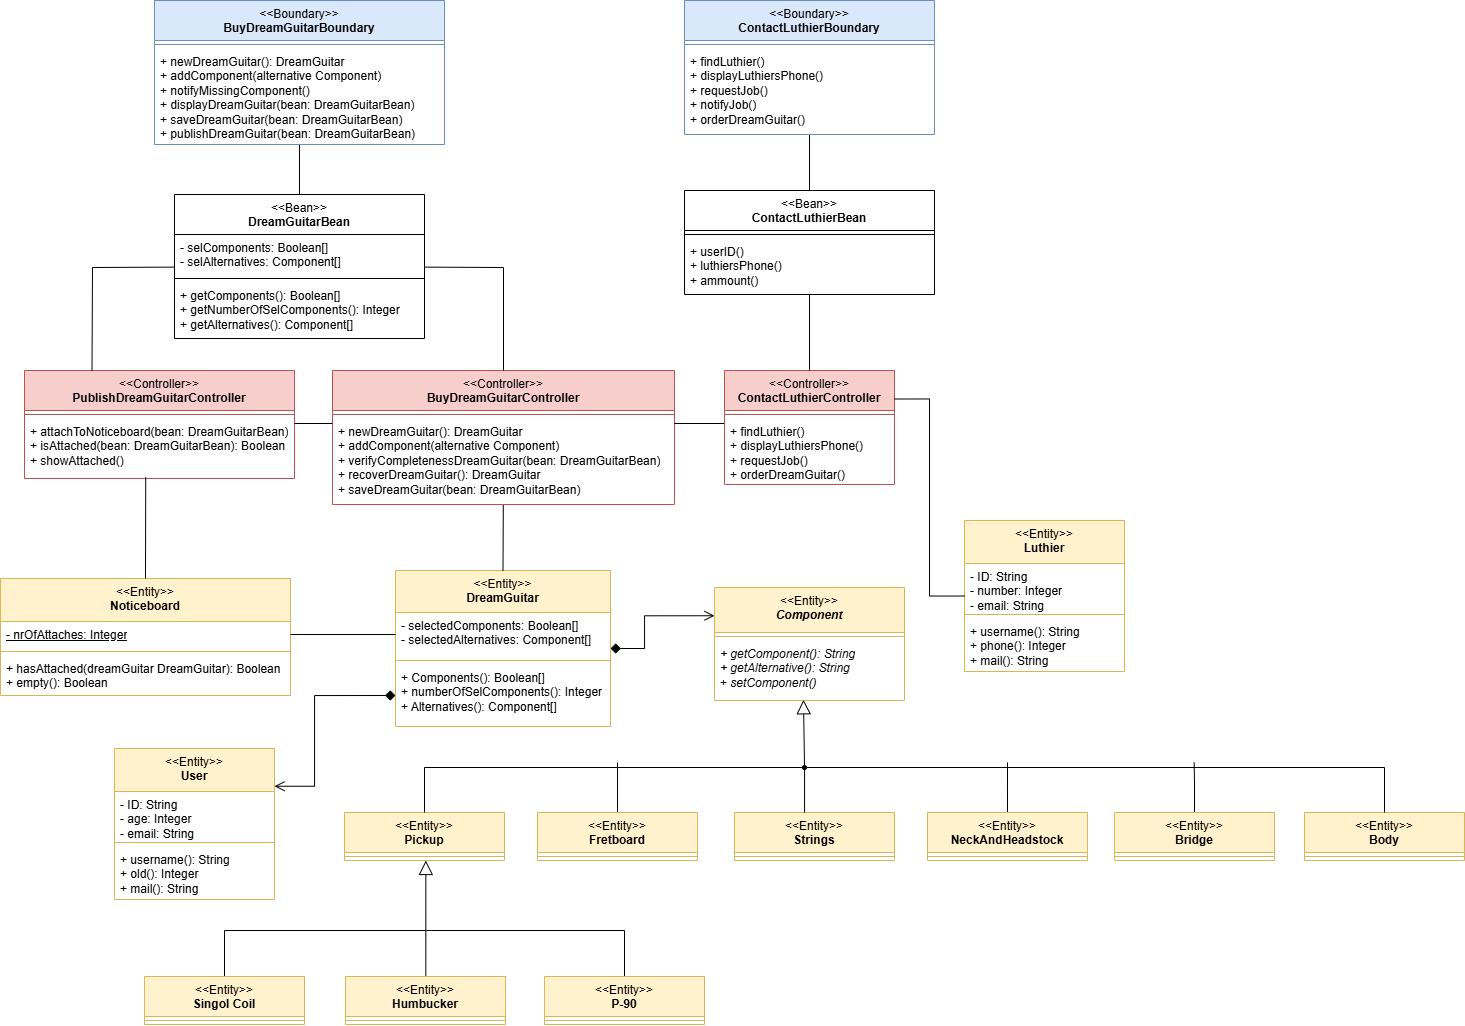 <<Boundary>>
BuyDreamGuitarBoundary
+ newDreamGuitar(): DreamGuitar
+ addComponent(alternative Component)
+ notifyMissingComponent()
+ displayDreamGuitar(bean: DreamGuitarBean)
+ saveDreamGuitar(bean: DreamGuitarBean)
+ publishDreamGuitar(bean: DreamGuitarBean)
<<Boundary>>
ContactLuthierBoundary
+ findLuthier()
+ displayLuthiersPhone()
+ requestJob()
+ notifyJob()
+ orderDreamGuitar()
<<Bean>>
DreamGuitarBean
- selComponents: Boolean[]
- selAlternatives: Component[]
+ getComponents(): Boolean[]
+ getNumberOfSelComponents(): Integer
+ getAlternatives(): Component[]
<<Bean>>
ContactLuthierBean
+ userID()
+ luthiersPhone()
+ ammount()
<<Controller>>
PublishDreamGuitarController
+ attachToNoticeboard(bean: DreamGuitarBean)
+ isAttached(bean: DreamGuitarBean): Boolean
+ showAttached()
<<Controller>>
BuyDreamGuitarController
+ newDreamGuitar(): DreamGuitar
+ addComponent(alternative Component)
+ verifyCompletenessDreamGuitar(bean: DreamGuitarBean)
+ recoverDreamGuitar(): DreamGuitar
+ saveDreamGuitar(bean: DreamGuitarBean)
<<Controller>>
ContactLuthierController
+ findLuthier()
+ displayLuthiersPhone()
+ requestJob()
+ orderDreamGuitar()
<<Entity>>
Luthier
- ID: String
- number: Integer
- email: String
+ username(): String
+ phone(): Integer
+ mail(): String
<<Entity>>
Noticeboard
- nrOfAttaches: Integer
+ hasAttached(dreamGuitar DreamGuitar): Boolean
+ empty(): Boolean
<<Entity>>
DreamGuitar
- selectedComponents: Boolean[]
- selectedAlternatives: Component[]
+ Components(): Boolean[]
+ numberOfSelComponents(): Integer
+ Alternatives(): Component[]
<<Entity>>
Component
+ getComponent(): String
+ getAlternative(): String
+ setComponent()
<<Entity>>
User
- ID: String
- age: Integer
- email: String
+ username(): String
+ old(): Integer
+ mail(): String
<<Entity>>
Pickup
<<Entity>>
Fretboard
<<Entity>>
Strings
<<Entity>>
NeckAndHeadstock
<<Entity>>
Bridge
<<Entity>>
Body
<<Entity>>
Singol Coil
<<Entity>>
Humbucker
<<Entity>>
P-90